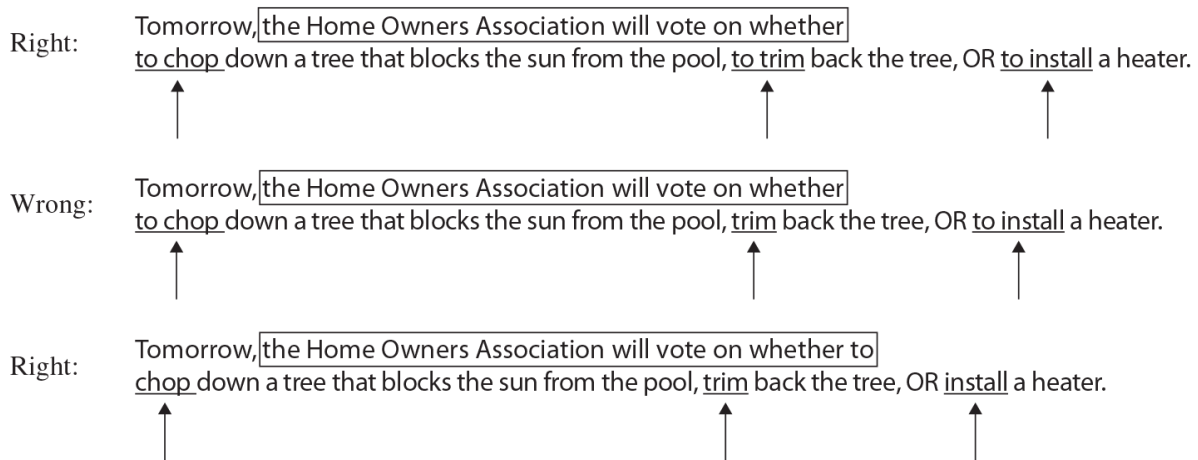 Right: Tomorrow, the Home Owners Association will vote on whether
to chop down a tree that blocks the sun from the pool, to trim back the tree, OR to install a heater.
Wrong: Tomorrow, the Home Owners Association will vote on whether
to chop down a tree that blocks the sun from the pool, trim back the tree, OR to install a heater.
Right: Tomorrow, the Home Owners Association will vote on whether to
chop down a tree that blocks the sun from the pool, trim back the tree, OR install a heater.